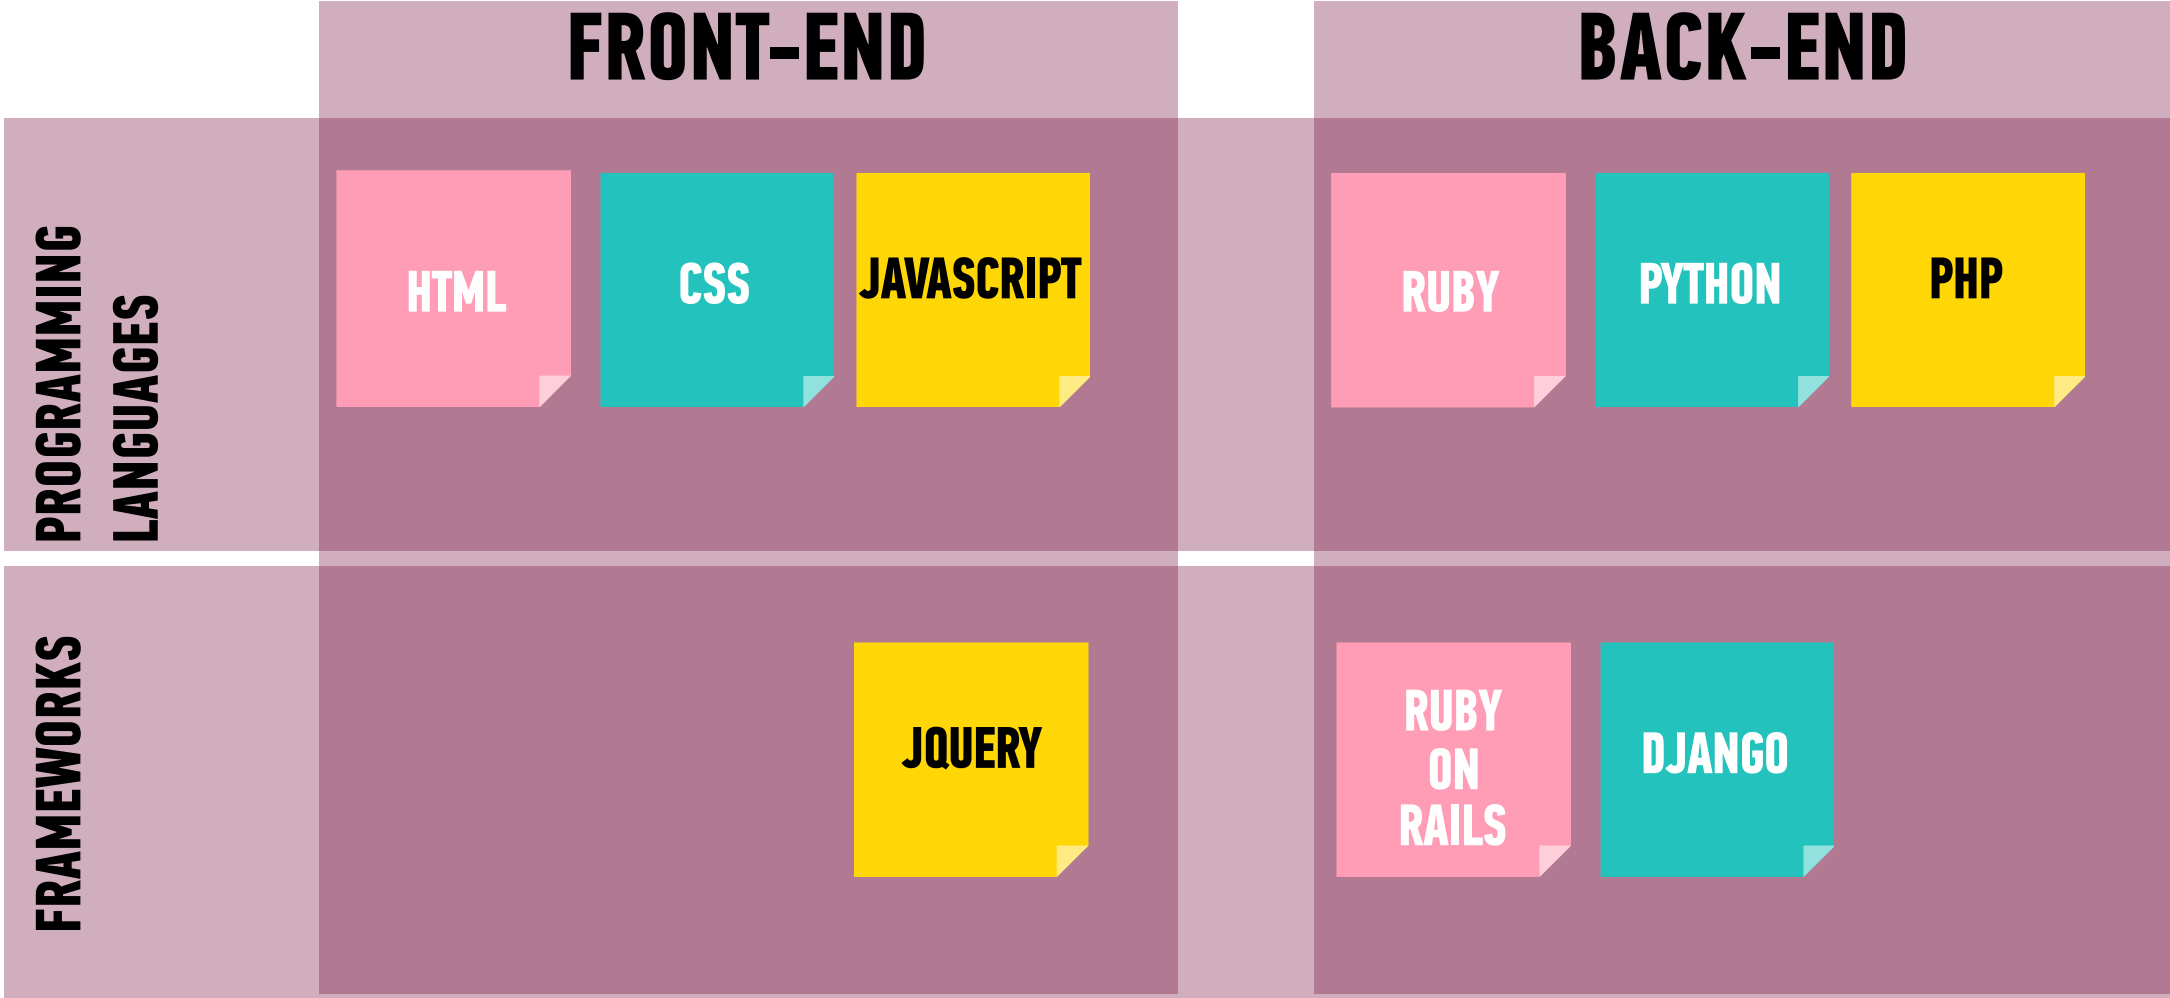 FRONT-END
BACK-END
PROGRAMMING
LANGUAGES
HTML
CSS
JAVASCRIPT
RUBY
PYTHON
PHP
FRAMEWORKS
JQUERY
RUBY
ON
RAILS
DJANGO